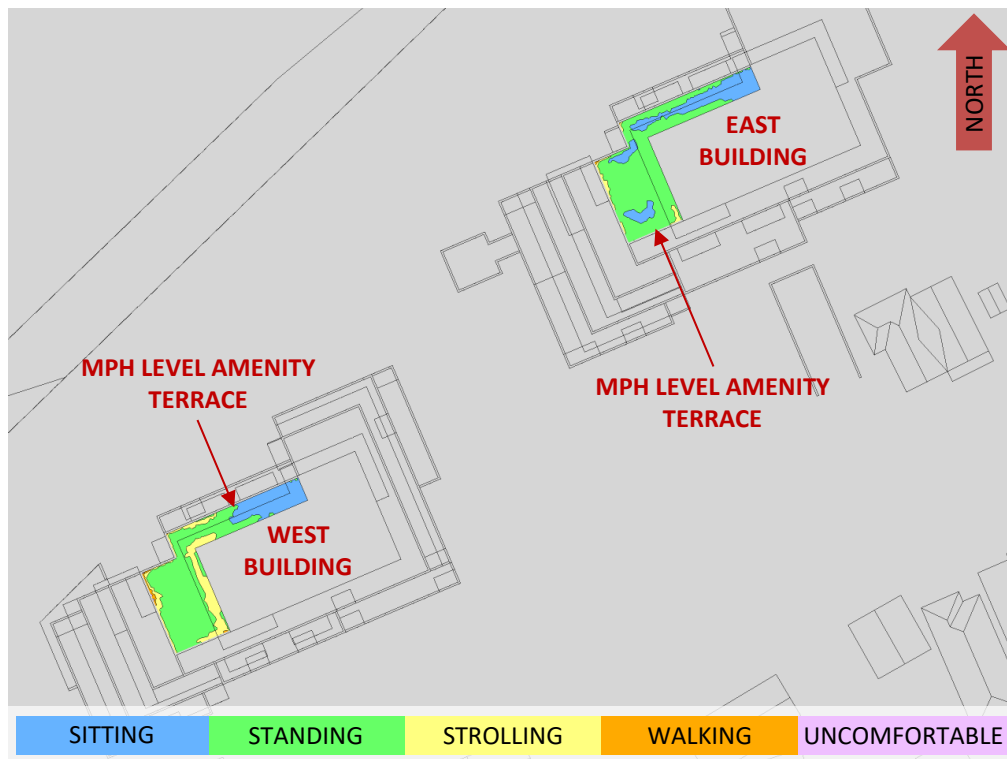 NORTH
EAST
BUILDING
MPH LEVEL AMENITY
TERRACE
MPH LEVEL AMENITY
TERRACE
WEST
BUILDING
SITTING
STANDING
STROLLING
WALKING
UNCOMFORTABLE